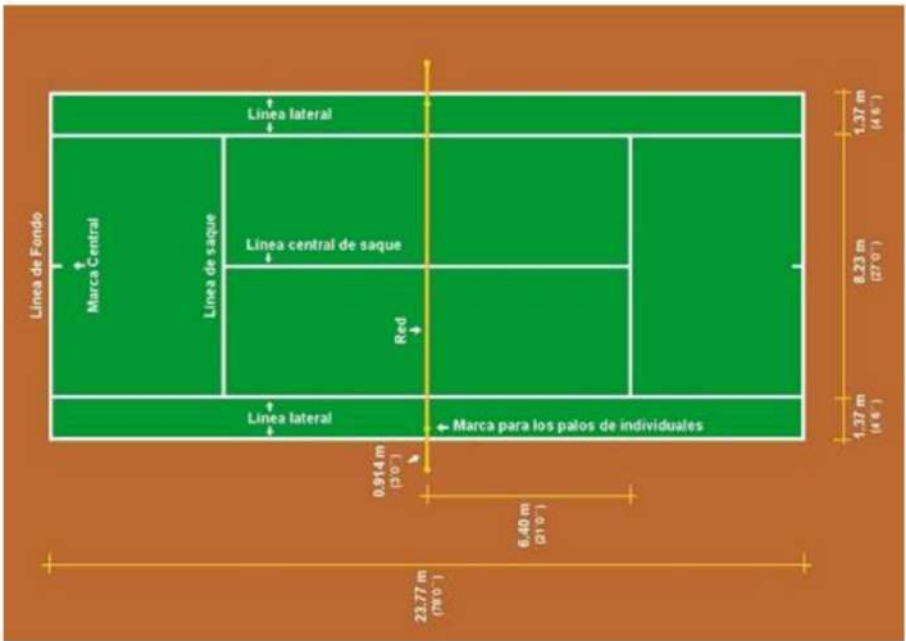 Línea lateral
1.37 m
(4'6")
Línea de Fondo
Marca Central
Línea de saque
Línea central de saque
Red
8.23 m
(27'0")
Línea lateral
Marca para los palos de individuales
1.37 m
(4'6")
0.914 m
(3'0")
6,40 m
(21'0")
23.77 m
(78'0")